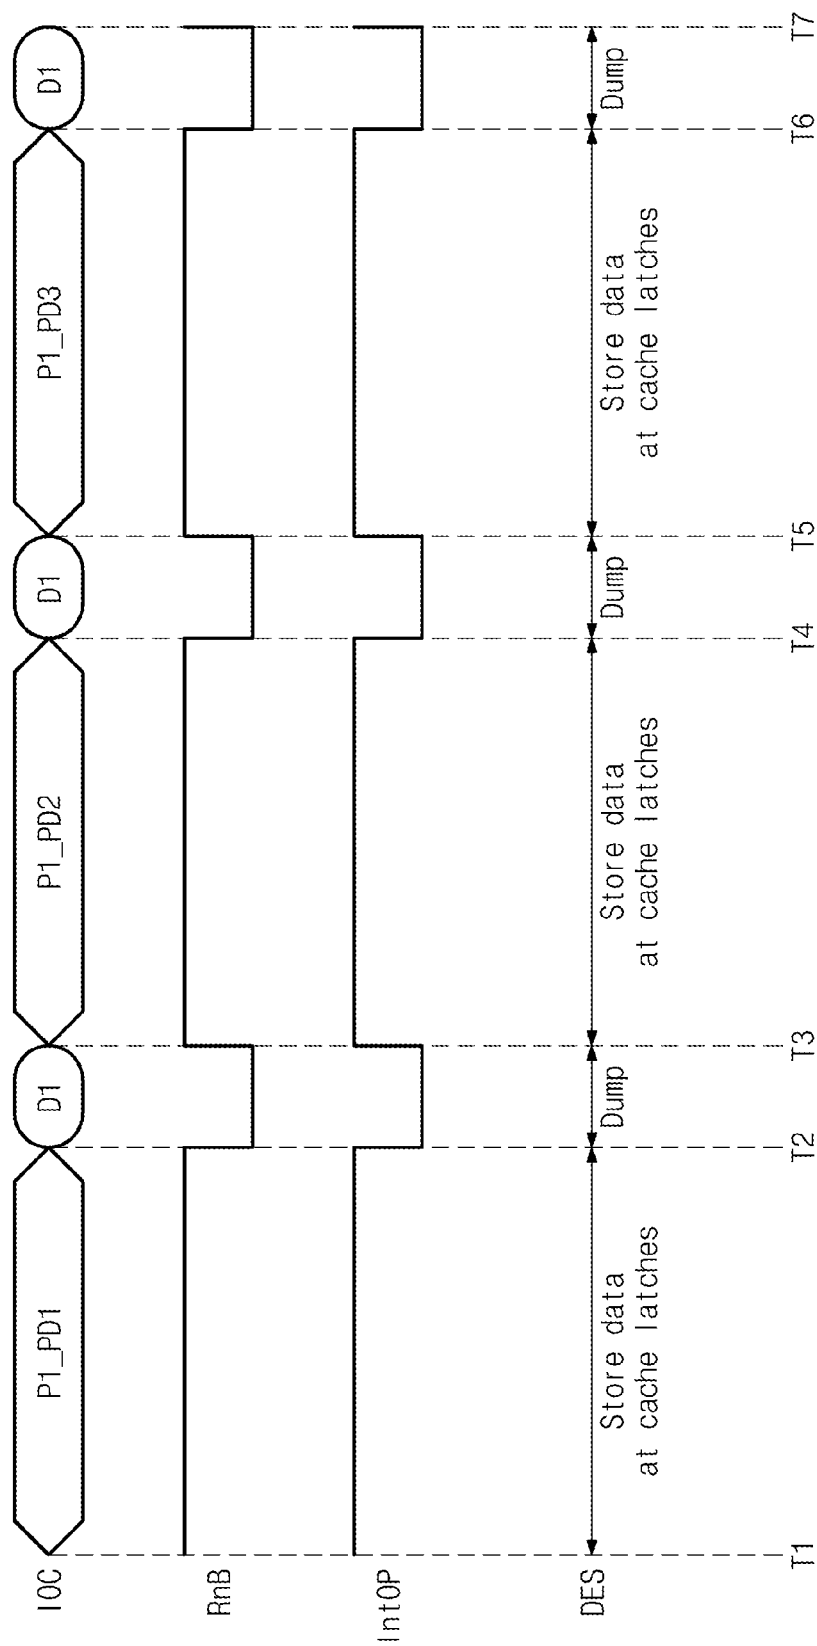 IOC
P1_PD1
D1
P1_PD2
D1
P1_PD3
D1
RnB
IntOP
DES
Store data
at cache latches
Dump
Store data
at cache latches
Dump
Store data
at cache latches
Dump
T1
T2
T3
T4
T5
T6
T7